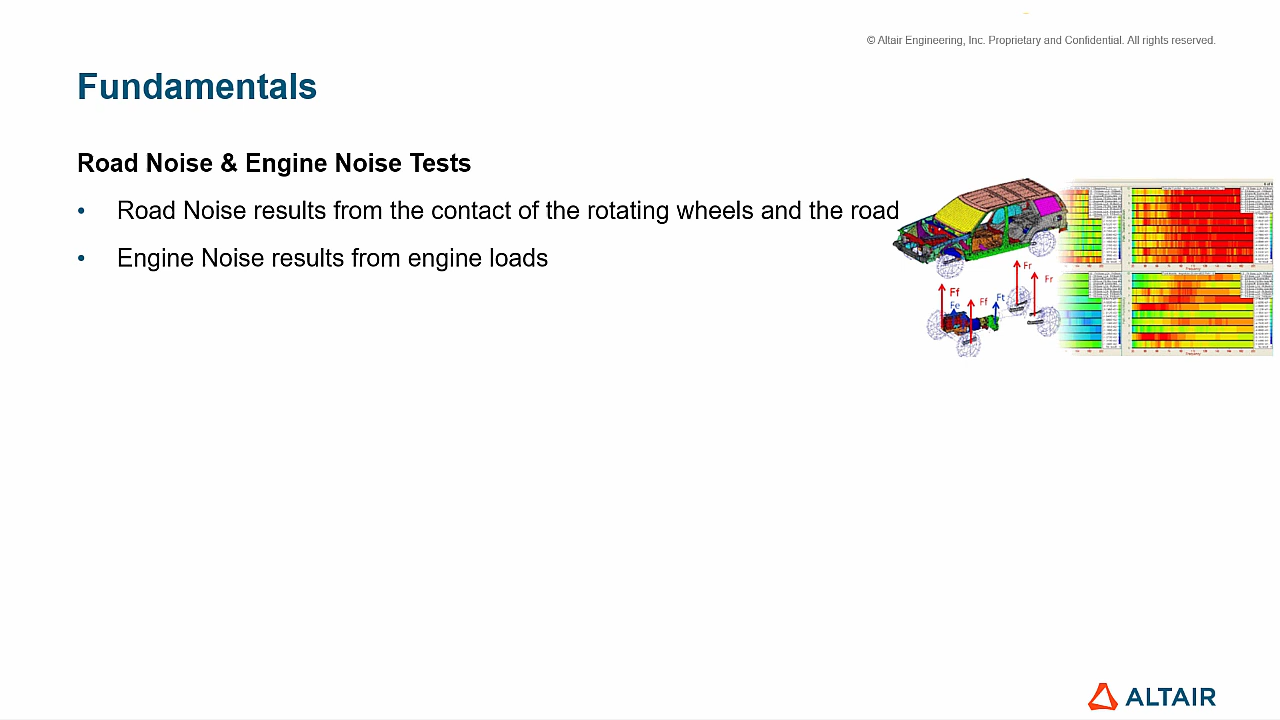 © Altair Engineering, Inc. Proprietary and Confidential. All rights reserved.
Fundamentals
Road Noise & Engine Noise Tests
• Road Noise results from the contact of the rotating wheels and the road
• Engine Noise results from engine loads
Fr
Fr
Ff
Ff
Ft
Fe
Frequency
Frequency
ALTAIR